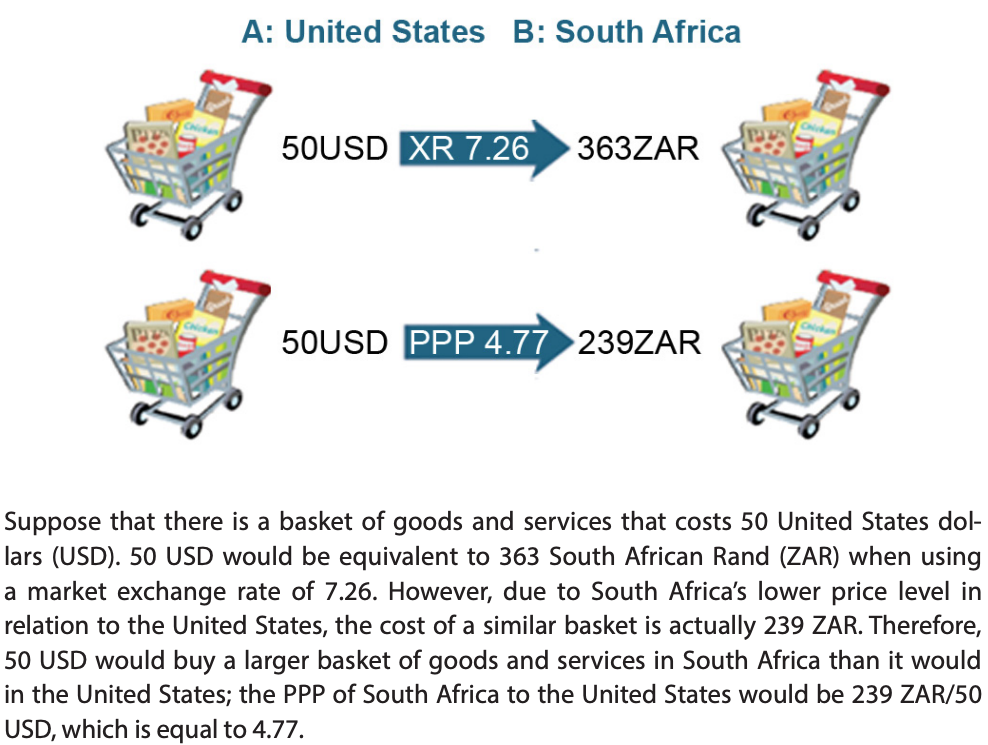 A: United States B: South Africa
50USD XR 7.26 363ZAR
50USD PPP 4.77 239ZAR
Suppose that there is a basket of goods and services that costs 50 United States dol-
lars (USD). 50 USD would be equivalent to 363 South African Rand (ZAR) when using
a market exchange rate of 7.26. However, due to South Africa’s lower price level in
relation to the United States, the cost of a similar basket is actually 239 ZAR. Therefore,
50 USD would buy a larger basket of goods and services in South Africa than it would
in the United States; the PPP of South Africa to the United States would be 239 ZAR/50
USD, which is equal to 4.77.